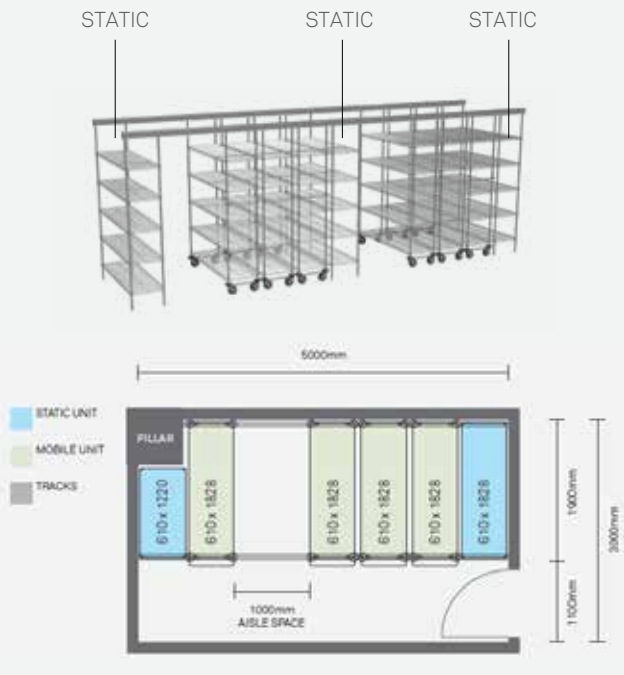 STATIC
STATIC
STATIC
5000mm
STATIC UNIT
MOBILE UNIT
TRACKS
PILLAR
610 x 1220
610 x 1828
610 x 1828
610 x 1828
610 x 1828
610 x 1828
1900mm
1100mm
3000mm
1000mm
AISLE SPACE